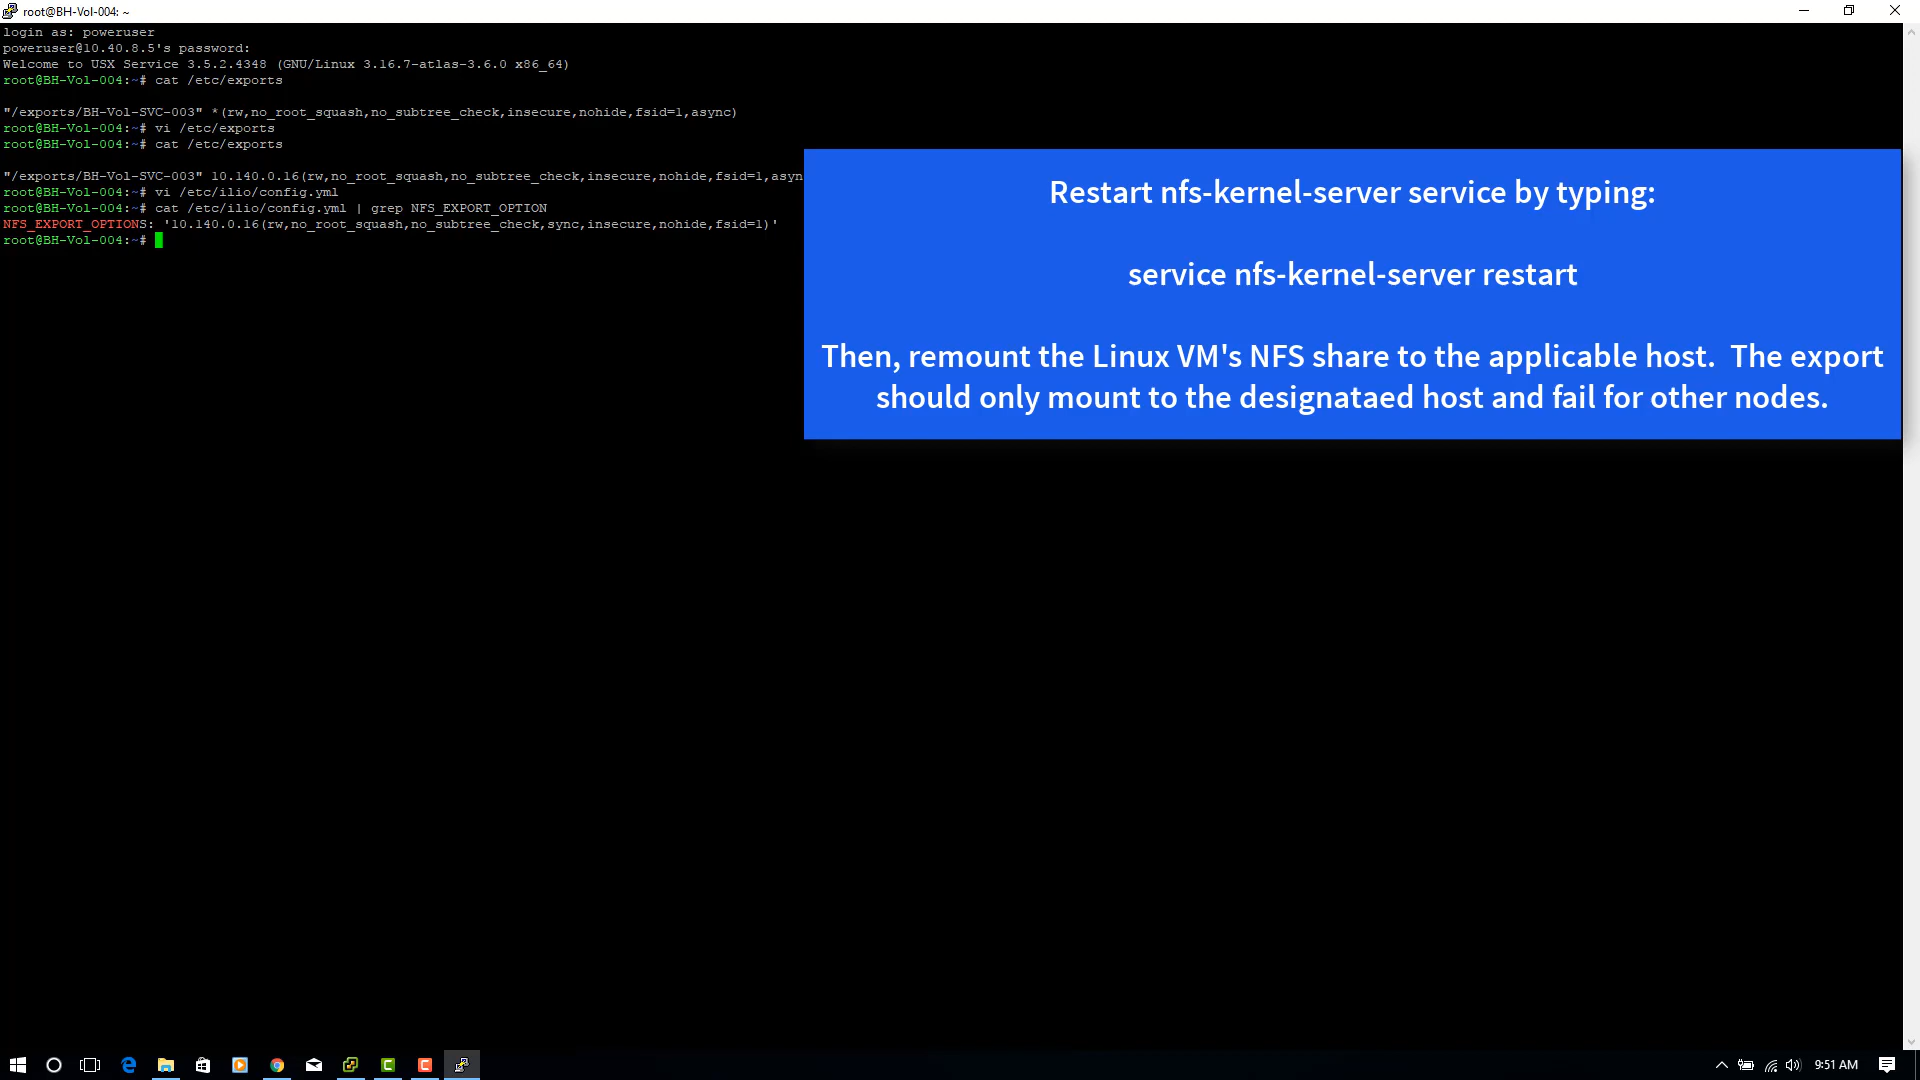 root@BH-Vol-004: ~
login as: poweruser
poweruser@10.40.8.5's password:
Welcome to USX Service 3.5.2.4348 (GNU/Linux 3.16.7-atlas-3.6.0 x86_64)
root@BH-Vol-004:~# cat /etc/exports
"/exports/BH-Vol-SVC-003" *(rw,no_root_squash,no_subtree_check,insecure,nohide,fsid=1,async)
root@BH-Vol-004:~# vi /etc/exports
root@BH-Vol-004:~# cat /etc/exports
"/exports/BH-Vol-SVC-003" 10.140.0.16(rw,no_root_squash,no_subtree_check,insecure,nohide,fsid=1,asyn
root@BH-Vol-004:~# vi /etc/ilio/config.yml
root@BH-Vol-004:~# cat /etc/ilio/config.yml | grep NFS_EXPORT_OPTION
NFS_EXPORT_OPTIONS: '10.140.0.16(rw,no_root_squash,no_subtree_check,sync,insecure,nohide,fsid=1)'
root@BH-Vol-004:~#
Restart nfs-kernel-server service by typing:
service nfs-kernel-server restart
Then, remount the Linux VM's NFS share to the applicable host.  The export
should only mount to the designataed host and fail for other nodes.
9:51 AM